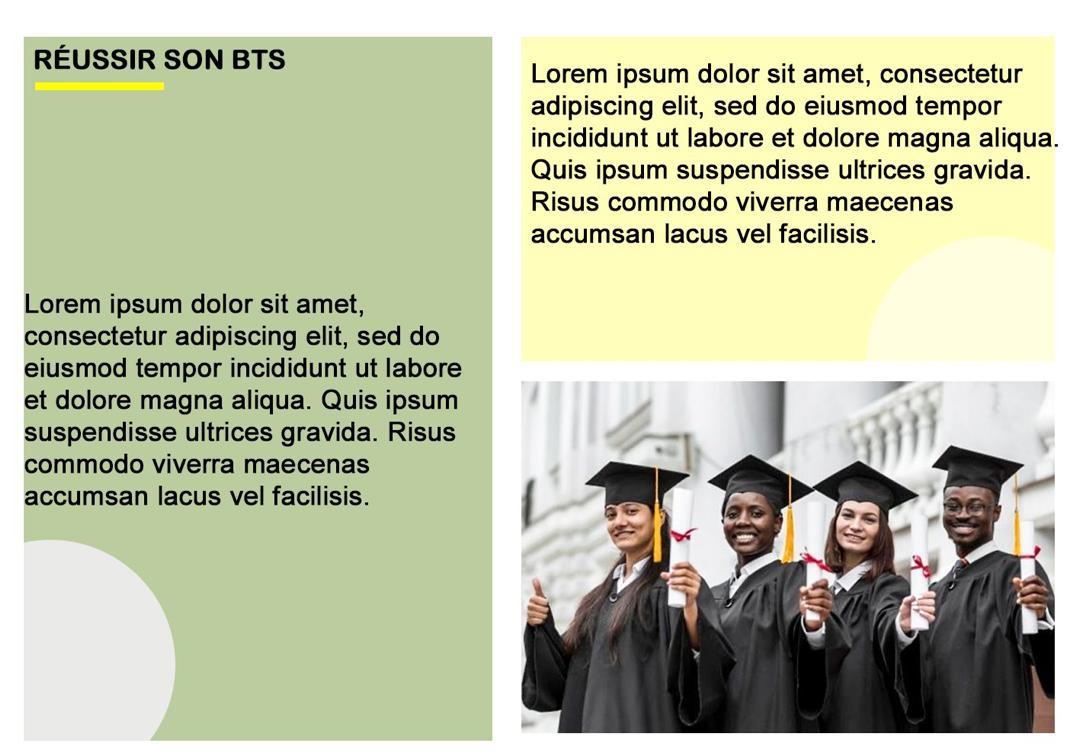 RÉUSSIR SON BTS
Lorem ipsum dolor sit amet,
consectetur adipiscing elit, sed do
eiusmod tempor incididunt ut labore
et dolore magna aliqua. Quis ipsum
suspendisse ultrices gravida. Risus
commodo viverra maecenas
accumsan lacus vel facilisis.
Lorem ipsum dolor sit amet, consectetur
adipiscing elit, sed do eiusmod tempor
incididunt ut labore et dolore magna aliqua.
Quis ipsum suspendisse ultrices gravida.
Risus commodo viverra maecenas
accumsan lacus vel facilisis.